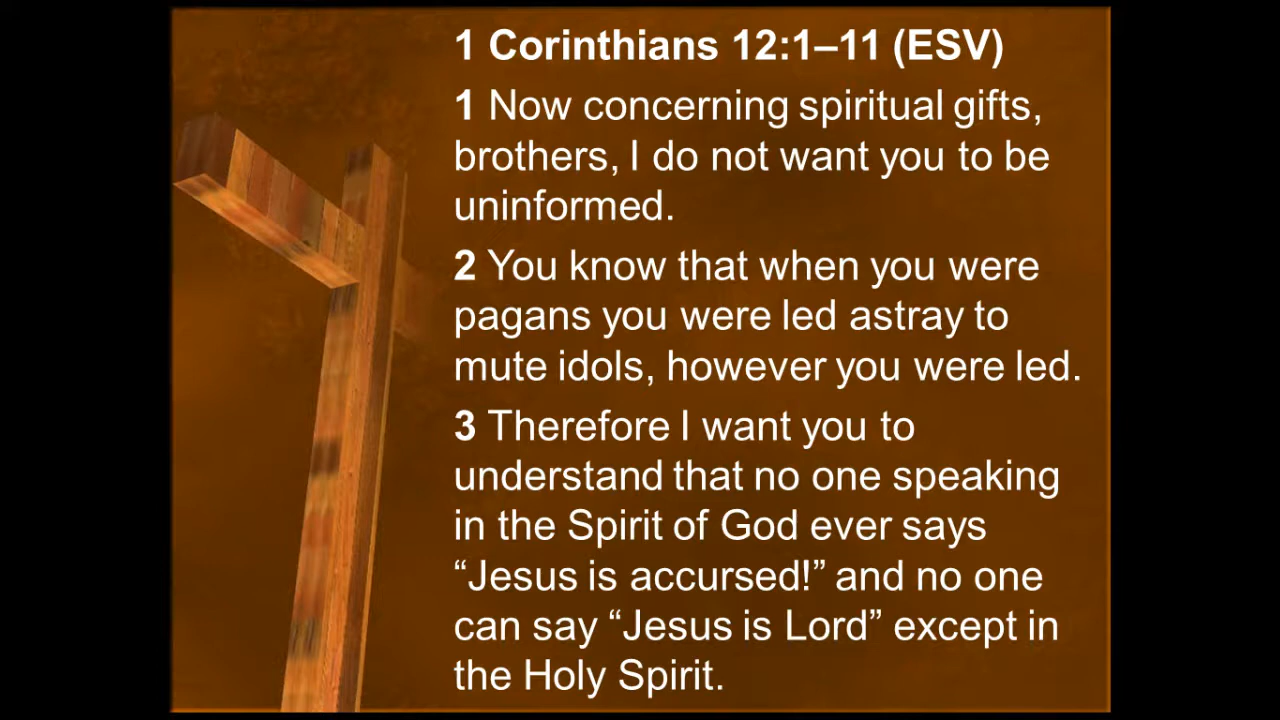 1 Corinthians 12:1–11 (ESV)
1 Now concerning spiritual gifts,
brothers, I do not want you to be
uninformed.
2 You know that when you were
pagans you were led astray to
mute idols, however you were led.
3 Therefore I want you to
understand that no one speaking
in the Spirit of God ever says
“Jesus is accursed!” and no one
can say “Jesus is Lord” except in
the Holy Spirit.